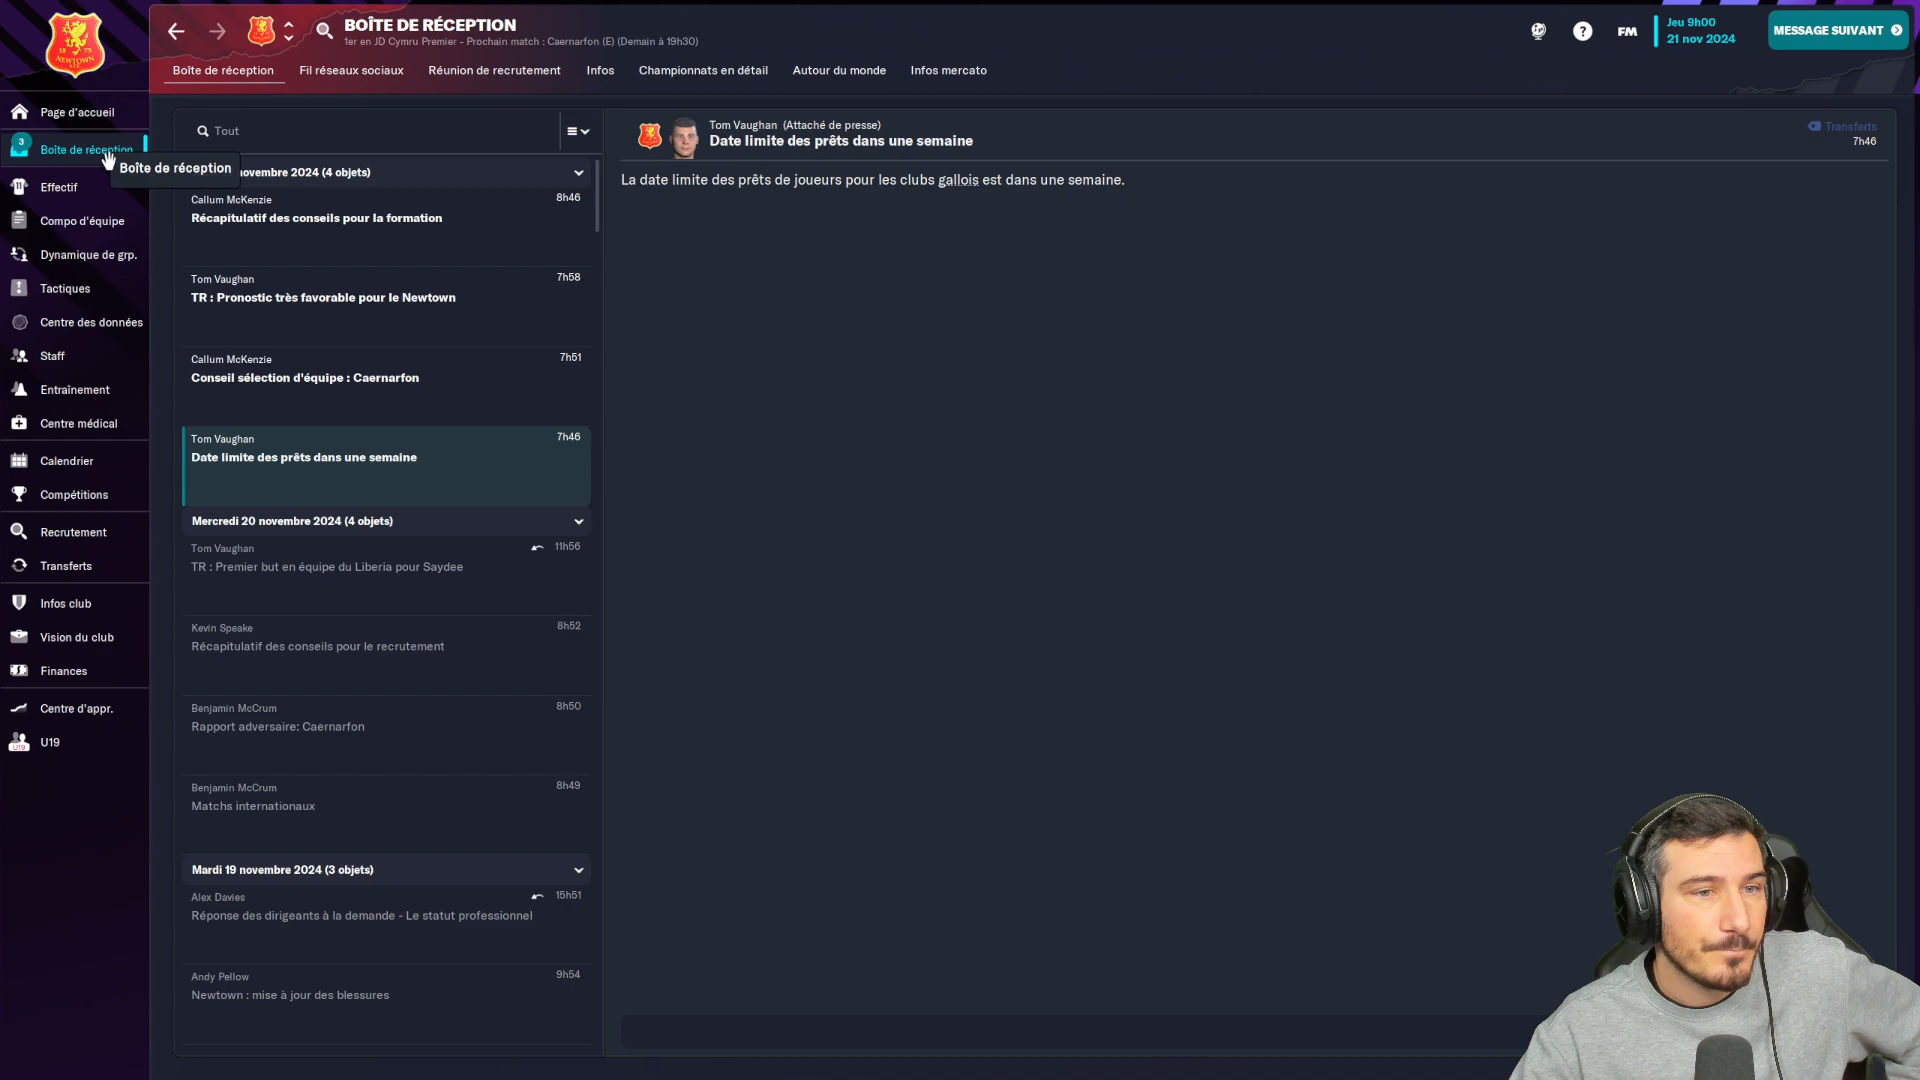 1875
NEWTOWN
BOÎTE DE RÉCEPTION
1er en JD Cymru Premier - Prochain match : Caernarfon (E) (Demain à 19h30)
FM
Jeu 9h00
21 nov 2024
MESSAGE SUIVANT
Boîte de réception
Fil réseaux sociaux
Réunion de recrutement
Infos
Championnats en détail
Autour du monde
Infos mercato
Page d'accueil
3
Boîte de réception
Boîte de réception
Effectif
Compo d'équipe
Dynamique de grp.
Tactiques
Centre des données
Staff
Entraînement
Centre médical
Calendrier
Compétitions
Recrutement
Transferts
Infos club
Vision du club
Finances
Centre d'appr.
U19
U19
Tout
novembre 2024 (4 objets)
Callum McKenzie 8h46
Récapitulatif des conseils pour la formation
Tom Vaughan 7h58
TR : Pronostic très favorable pour le Newtown
Callum McKenzie 7h51
Conseil sélection d'équipe : Caernarfon
Tom Vaughan 7h46
Date limite des prêts dans une semaine
Mercredi 20 novembre 2024 (4 objets)
Tom Vaughan 11h56
TR : Premier but en équipe du Liberia pour Saydee
Kevin Speake 8h52
Récapitulatif des conseils pour le recrutement
Benjamin McCrum 8h50
Rapport adversaire: Caernarfon
Benjamin McCrum 8h49
Matchs internationaux
Mardi 19 novembre 2024 (3 objets)
Alex Davies 15h51
Réponse des dirigeants à la demande - Le statut professionnel
Andy Pellow 9h54
Newtown : mise à jour des blessures
Tom Vaughan (Attaché de presse)
Date limite des prêts dans une semaine
Transferts
7h46
La date limite des prêts de joueurs pour les clubs gallois est dans une semaine.